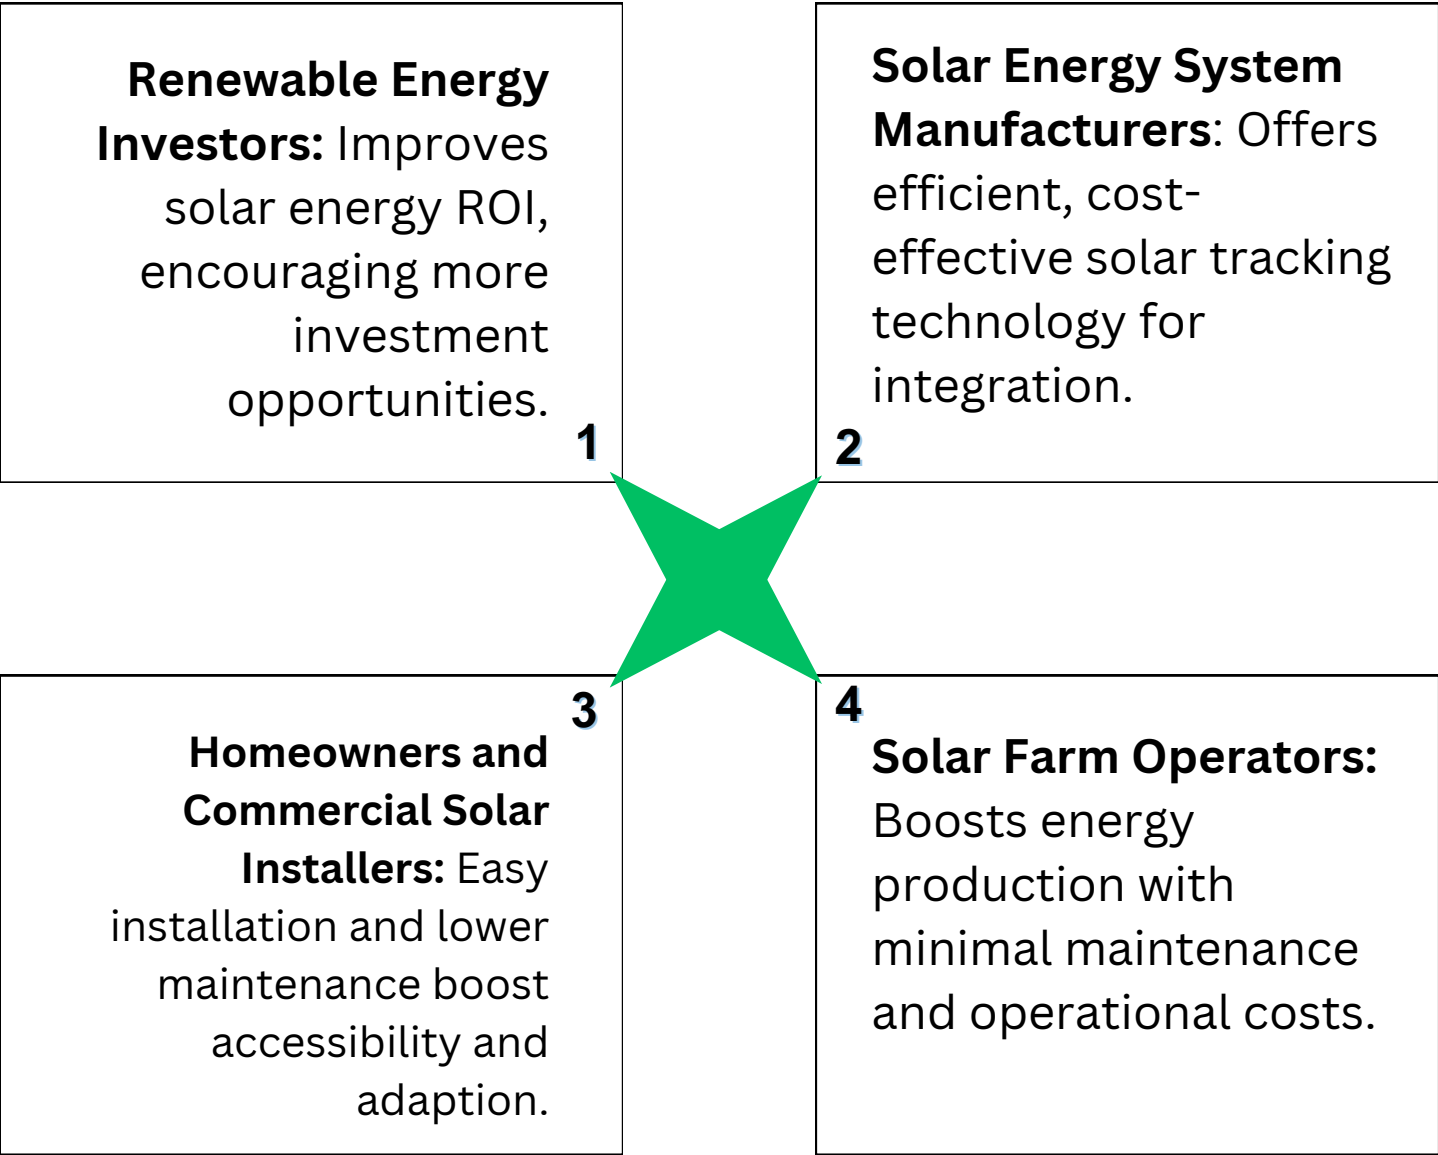 Renewable Energy
Investors: Improves
solar energy ROI,
encouraging more
investment
opportunities.
1
Solar Energy System
Manufacturers: Offers
efficient, cost-
effective solar tracking
technology for
integration.
2
3
Homeowners and
Commercial Solar
Installers: Easy
installation and lower
maintenance boost
accessibility and
adaption.
4
Solar Farm Operators:
Boosts energy
production with
minimal maintenance
and operational costs.